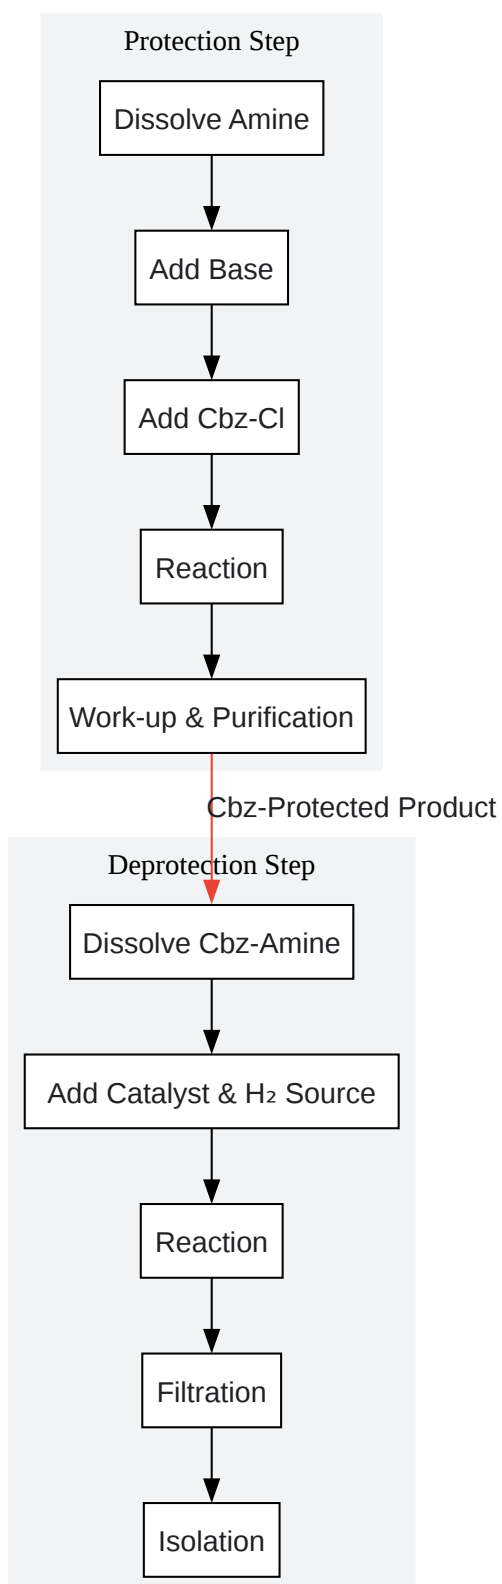 Protection Step
Dissolve Amine
Add Base
Add Cbz-Cl
Reaction
Work-up & Purification
Cbz-Protected Product
Deprotection Step
Dissolve Cbz-Amine
Add Catalyst & H₂ Source
Reaction
Filtration
Isolation